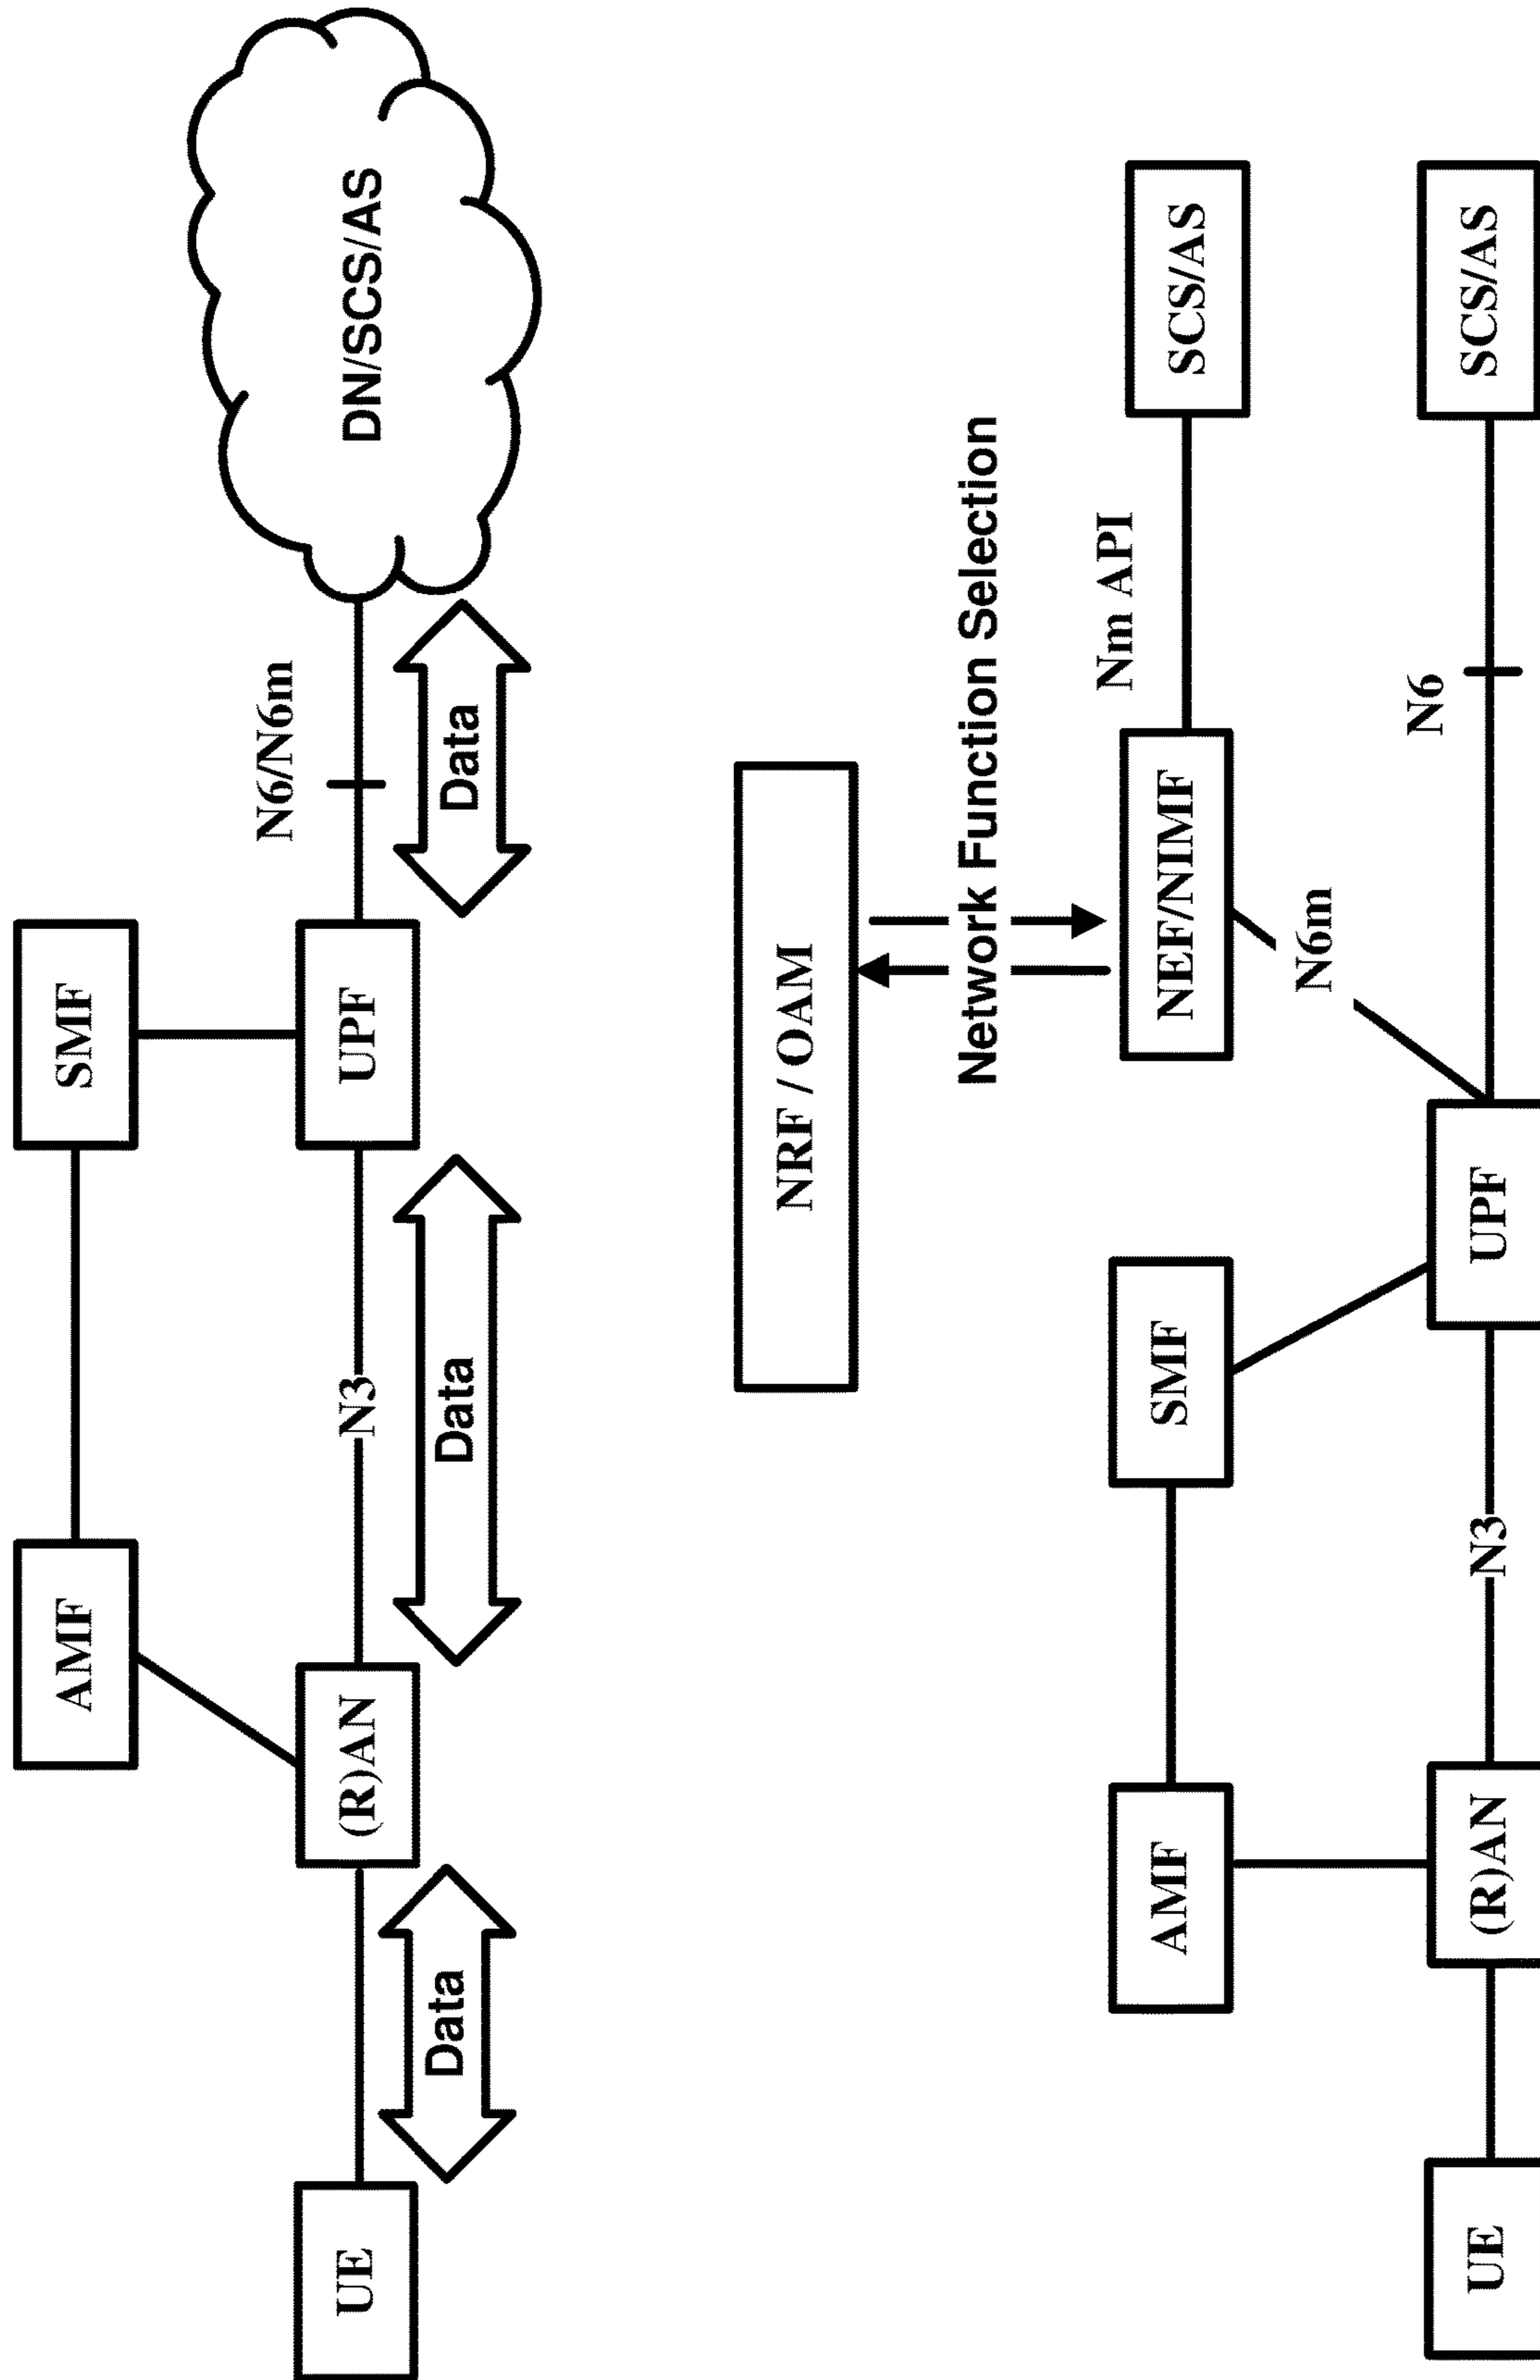 AMF
SMF
UE
(R)AN
N3
UPF
N6/N6m
DN/SCS/AS
Data
Data
Data
NRF / OAM
Network Function Selection
AMF
SMF
NEF/NIMF
Nm API
SCS/AS
N6m
UE
(R)AN
N3
UPF
N6
SCS/AS